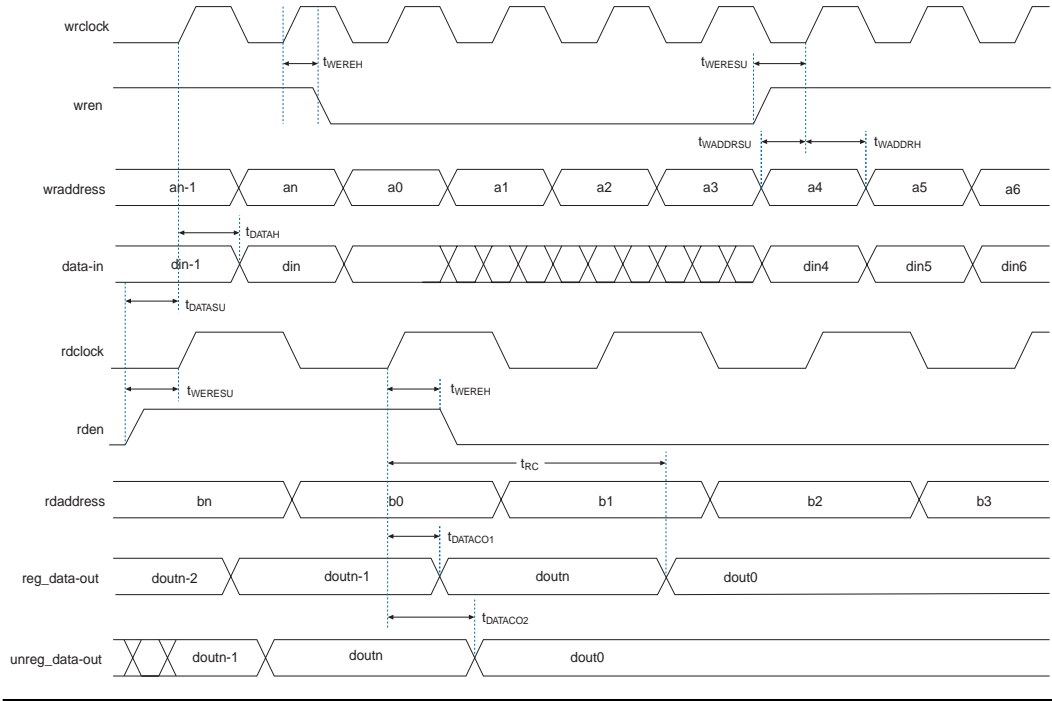 wrclock
tWEREH
tWERESU
wren
tWADDRSU
tWADDRH
wraddress
an-1 an a0 a1 a2 a3 a4 a5 a6
tDATAH
data-in
din-1 din din4 din5 din6
tDATASU
rdclock
tWERESU
tWEREH
rden
tRC
rdaddress
bn b0 b1 b2 b3
tDATACO1
reg_data-out
doutn-2 doutn-1 doutn dout0
tDATACO2
unreg_data-out
doutn-1 doutn dout0